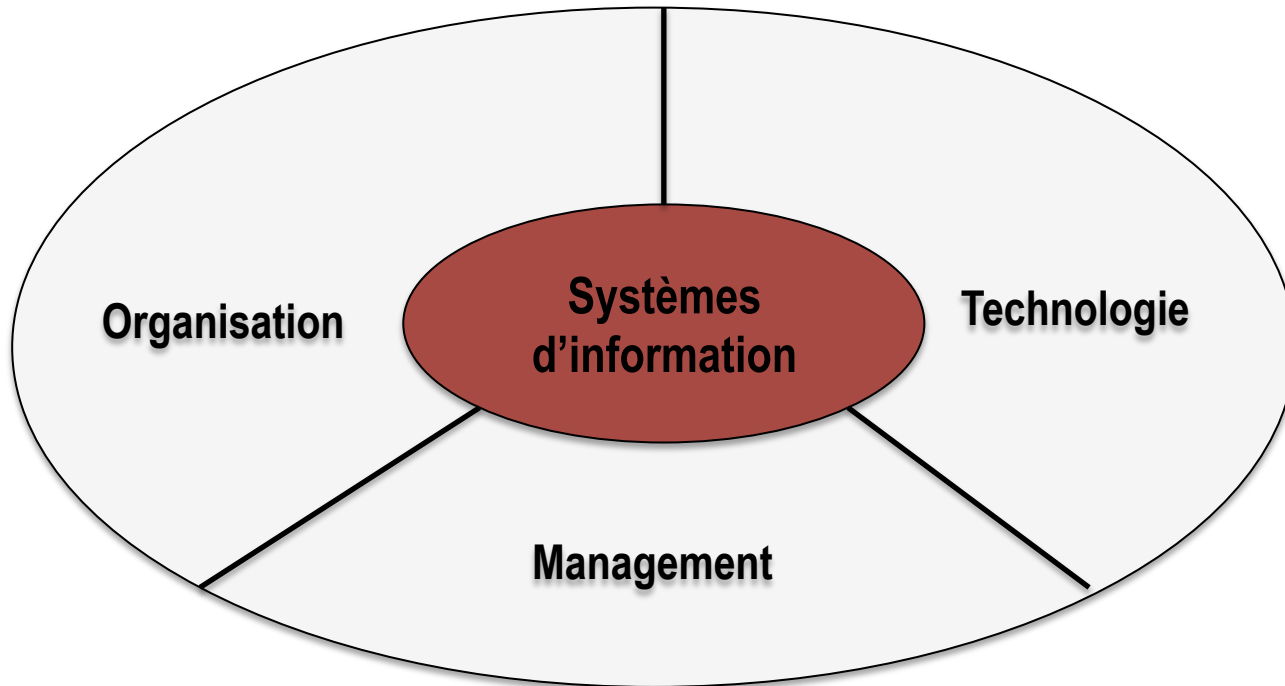 Organisation
Systèmes
d’information
Technologie
Management